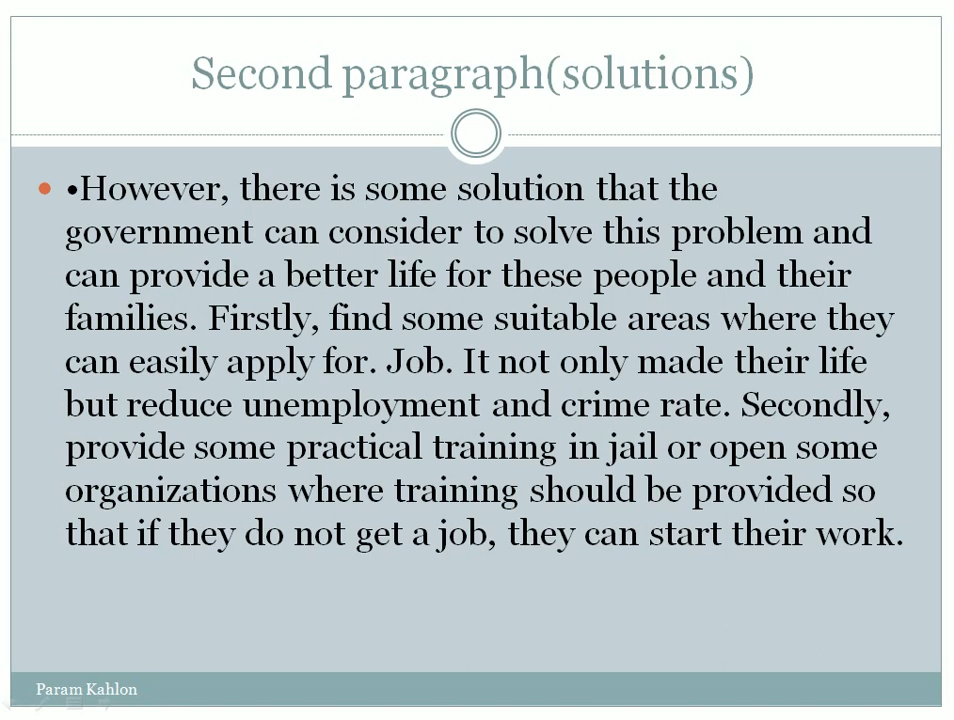 Second paragraph(solutions)
• •However, there is some solution that the
government can consider to solve this problem and
can provide a better life for these people and their
families. Firstly, find some suitable areas where they
can easily apply for. Job. It not only made their life
but reduce unemployment and crime rate. Secondly,
provide some practical training in jail or open some
organizations where training should be provided so
that if they do not get a job, they can start their work.
Param Kahlon